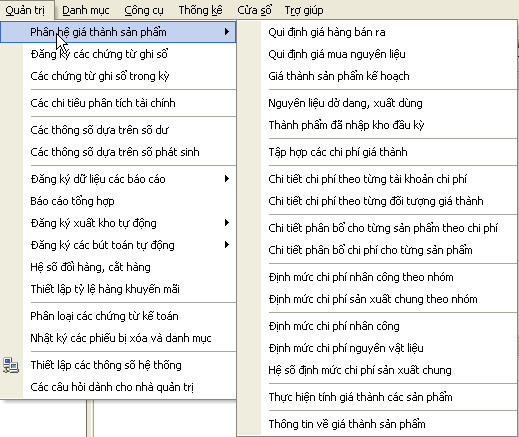 Quản trị Danh mục Công cụ Thống kê Cửa sổ Trợ giúp
Phân hệ giá thành sản phẩm
Đăng ký các chứng từ ghi sổ
Các chứng từ ghi sổ trong kỳ
Các chỉ tiêu phân tích tài chính
Các thông số dựa trên số dư
Các thông số dựa trên số phát sinh
Đăng ký dữ liệu các báo cáo
Báo cáo tổng hợp
Đăng ký xuất kho tự động
Đăng ký các bút toán tự động
Hệ số đổi hàng, cắt hàng
Thiết lập tỷ lệ hàng khuyến mãi
Phân loại các chứng từ kế toán
Nhật ký các phiếu bị xóa và danh mục
Thiết lập các thông số hệ thống
Các câu hỏi dành cho nhà quản trị
Qui định giá hàng bán ra
Qui định giá mua nguyên liệu
Giá thành sản phẩm kế hoạch
Nguyên liệu dở dang, xuất dùng
Thành phẩm đã nhập kho đầu kỳ
Tập hợp các chi phí giá thành
Chi tiết chi phí theo từng tài khoản chi phí
Chi tiết chi phí theo từng đối tượng giá thành
Chi tiết phân bổ cho từng sản phẩm theo chi phí
Chi tiết phân bổ chi phí cho từng sản phẩm
Định mức chi phí nhân công theo nhóm
Định mức chi phí sản xuất chung theo nhóm
Định mức chi phí nhân công
Định mức chi phí nguyên vật liệu
Hệ số định mức chi phí sản xuất chung
Thực hiện tính giá thành các sản phẩm
Thông tin về giá thành sản phẩm